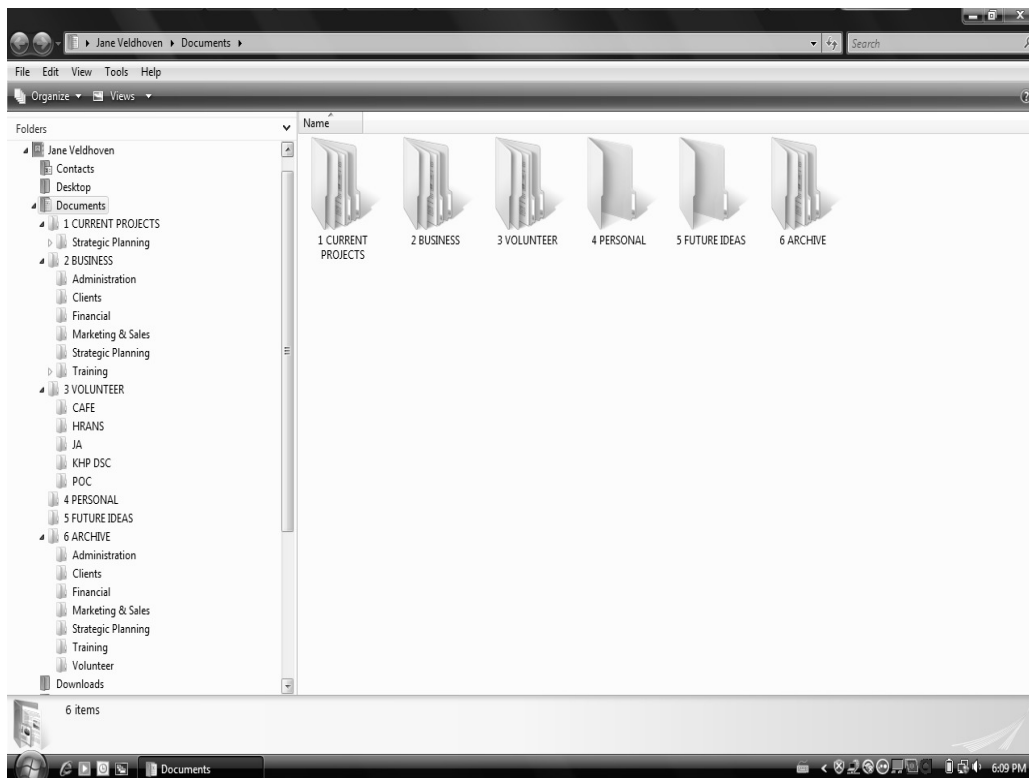 Jane Veldhoven Documents
Search
File Edit View Tools Help
Organize Views
Folders
Name
Jane Veldhoven
Contacts
Desktop
Documents
1 CURRENT PROJECTS
Strategic Planning
2 BUSINESS
Administration
Clients
Financial
Marketing & Sales
Strategic Planning
Training
3 VOLUNTEER
CAFE
HRANS
JA
KHP DSC
POC
4 PERSONAL
5 FUTURE IDEAS
6 ARCHIVE
Administration
Clients
Financial
Marketing & Sales
Strategic Planning
Training
Volunteer
Downloads
1 CURRENT
PROJECTS
2 BUSINESS
3 VOLUNTEER
4 PERSONAL
5 FUTURE IDEAS
6 ARCHIVE
6 items
Documents
6:09 PM